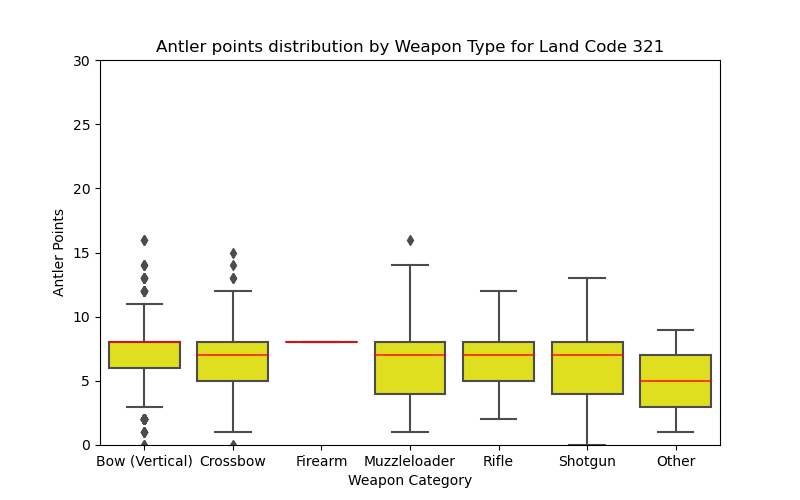 Antler points distribution by Weapon Type for Land Code 321
30
25
20
15
10
5
0
Antler Points
Bow (Vertical) Crossbow Firearm Muzzleloader Rifle Shotgun Other
Weapon Category